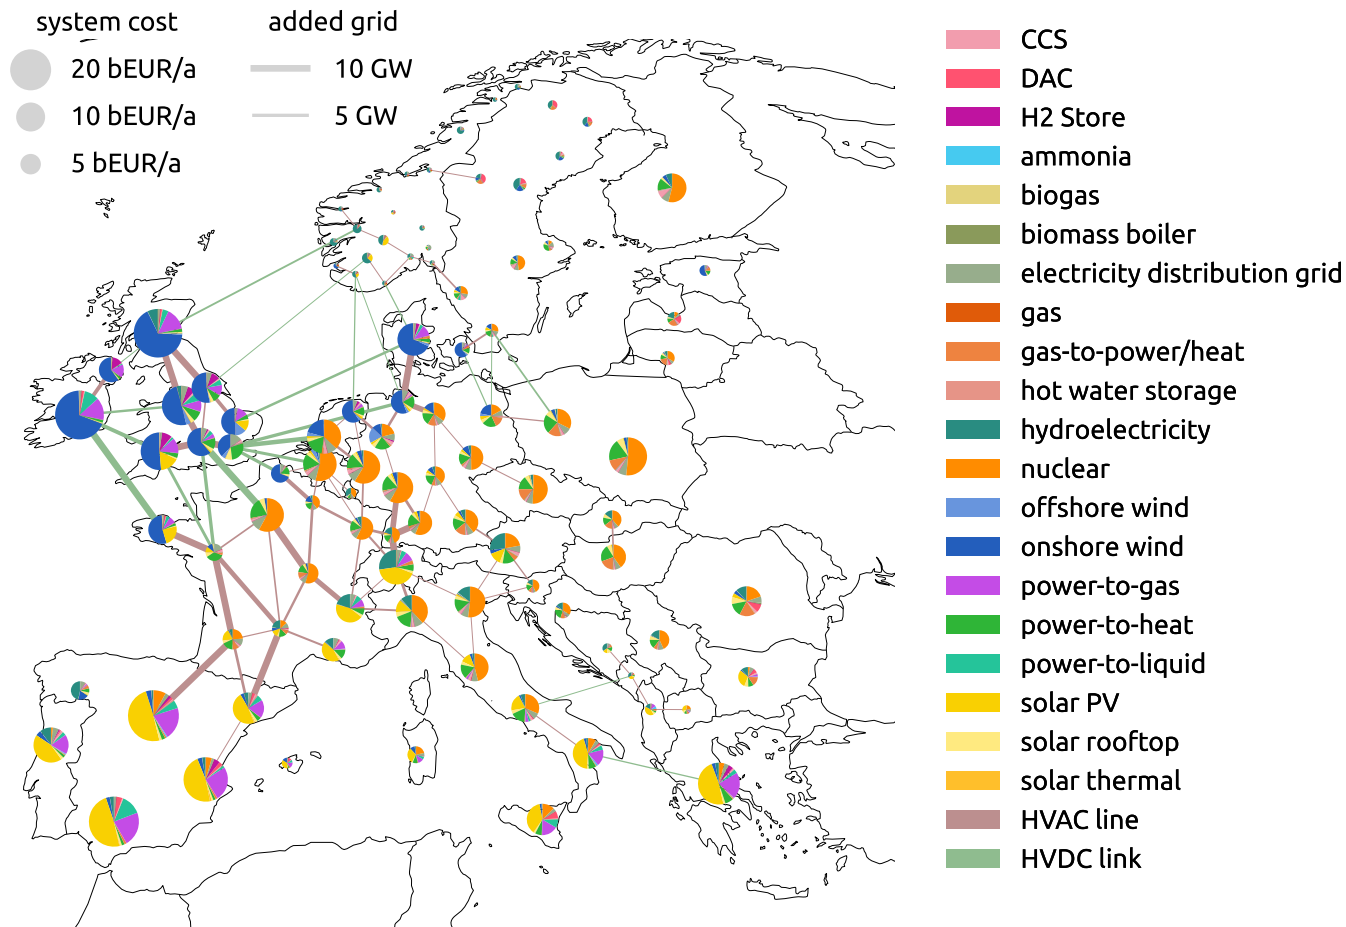 system cost
20 bEUR/a
10 bEUR/a
5 bEUR/a
added grid
10 GW
5 GW
CCS
DAC
H2 Store
ammonia
biogas
biomass boiler
electricity distribution grid
gas
gas-to-power/heat
hot water storage
hydroelectricity
nuclear
offshore wind
onshore wind
power-to-gas
power-to-heat
power-to-liquid
solar PV
solar rooftop
solar thermal
HVAC line
HVDC link